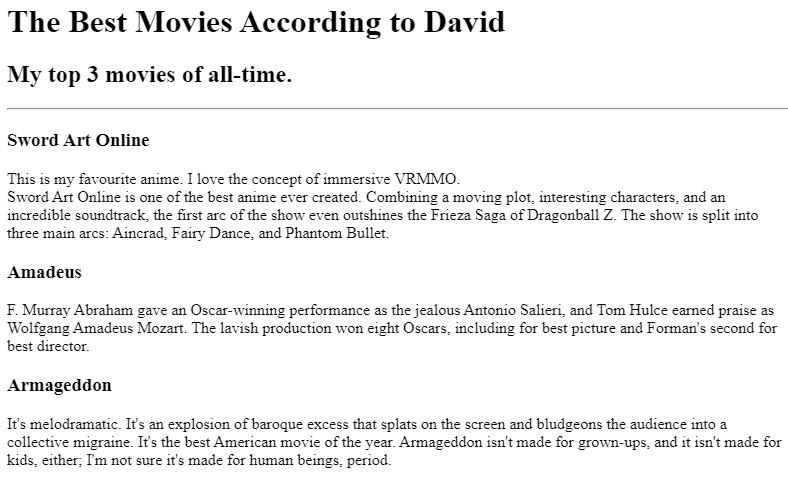 The Best Movies According to David
My top 3 movies of all-time.
Sword Art Online
This is my favourite anime. I love the concept of immersive VRMMO.
Sword Art Online is one of the best anime ever created. Combining a moving plot, interesting characters, and an
incredible soundtrack, the first arc of the show even outshines the Frieza Saga of Dragonball Z. The show is split into
three main arcs: Aincrad, Fairy Dance, and Phantom Bullet.
Amadeus
F. Murray Abraham gave an Oscar-winning performance as the jealous Antonio Salieri, and Tom Hulce earned praise as
Wolfgang Amadeus Mozart. The lavish production won eight Oscars, including for best picture and Forman's second for
best director.
Armageddon
It's melodramatic. It's an explosion of baroque excess that splats on the screen and bludgeons the audience into a
collective migraine. It's the best American movie of the year. Armageddon isn't made for grown-ups, and it isn't made for
kids, either; I'm not sure it's made for human beings, period.